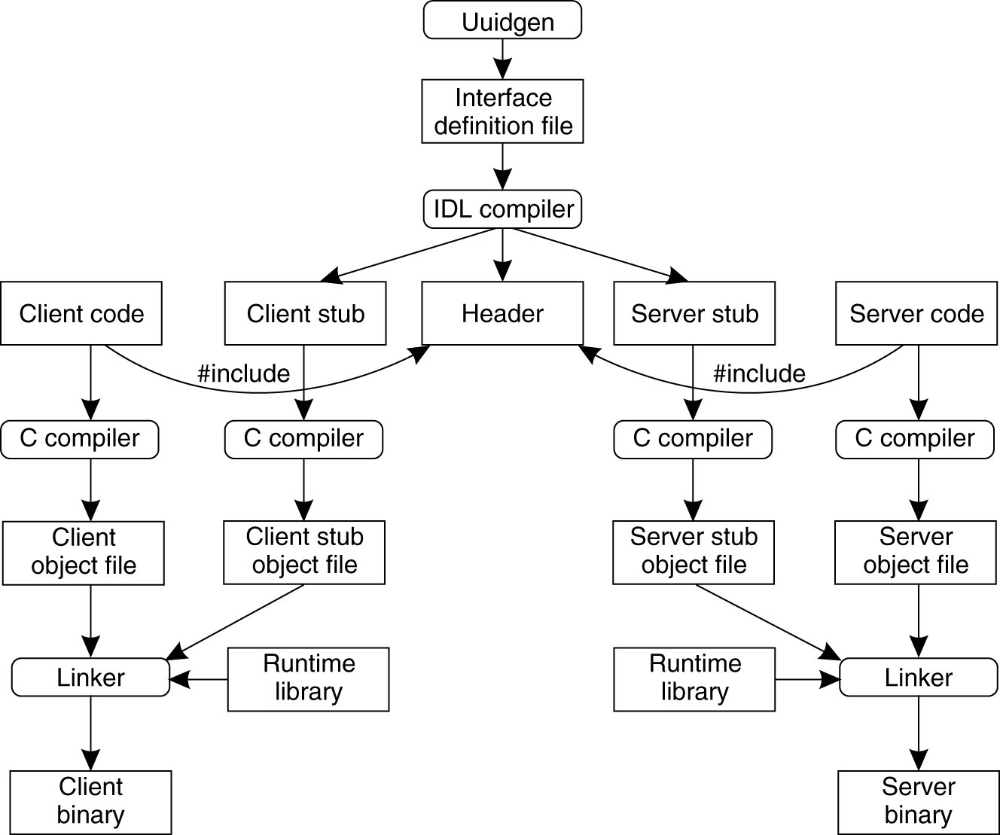 Uuidgen
Interface
definition file
IDL compiler
Client code
Client stub
Header
Server stub
Server code
#include
#include
C compiler
C compiler
C compiler
C compiler
Client
object file
Client stub
object file
Server stub
object file
Server
object file
Linker
Runtime
library
Runtime
library
Linker
Client
binary
Server
binary